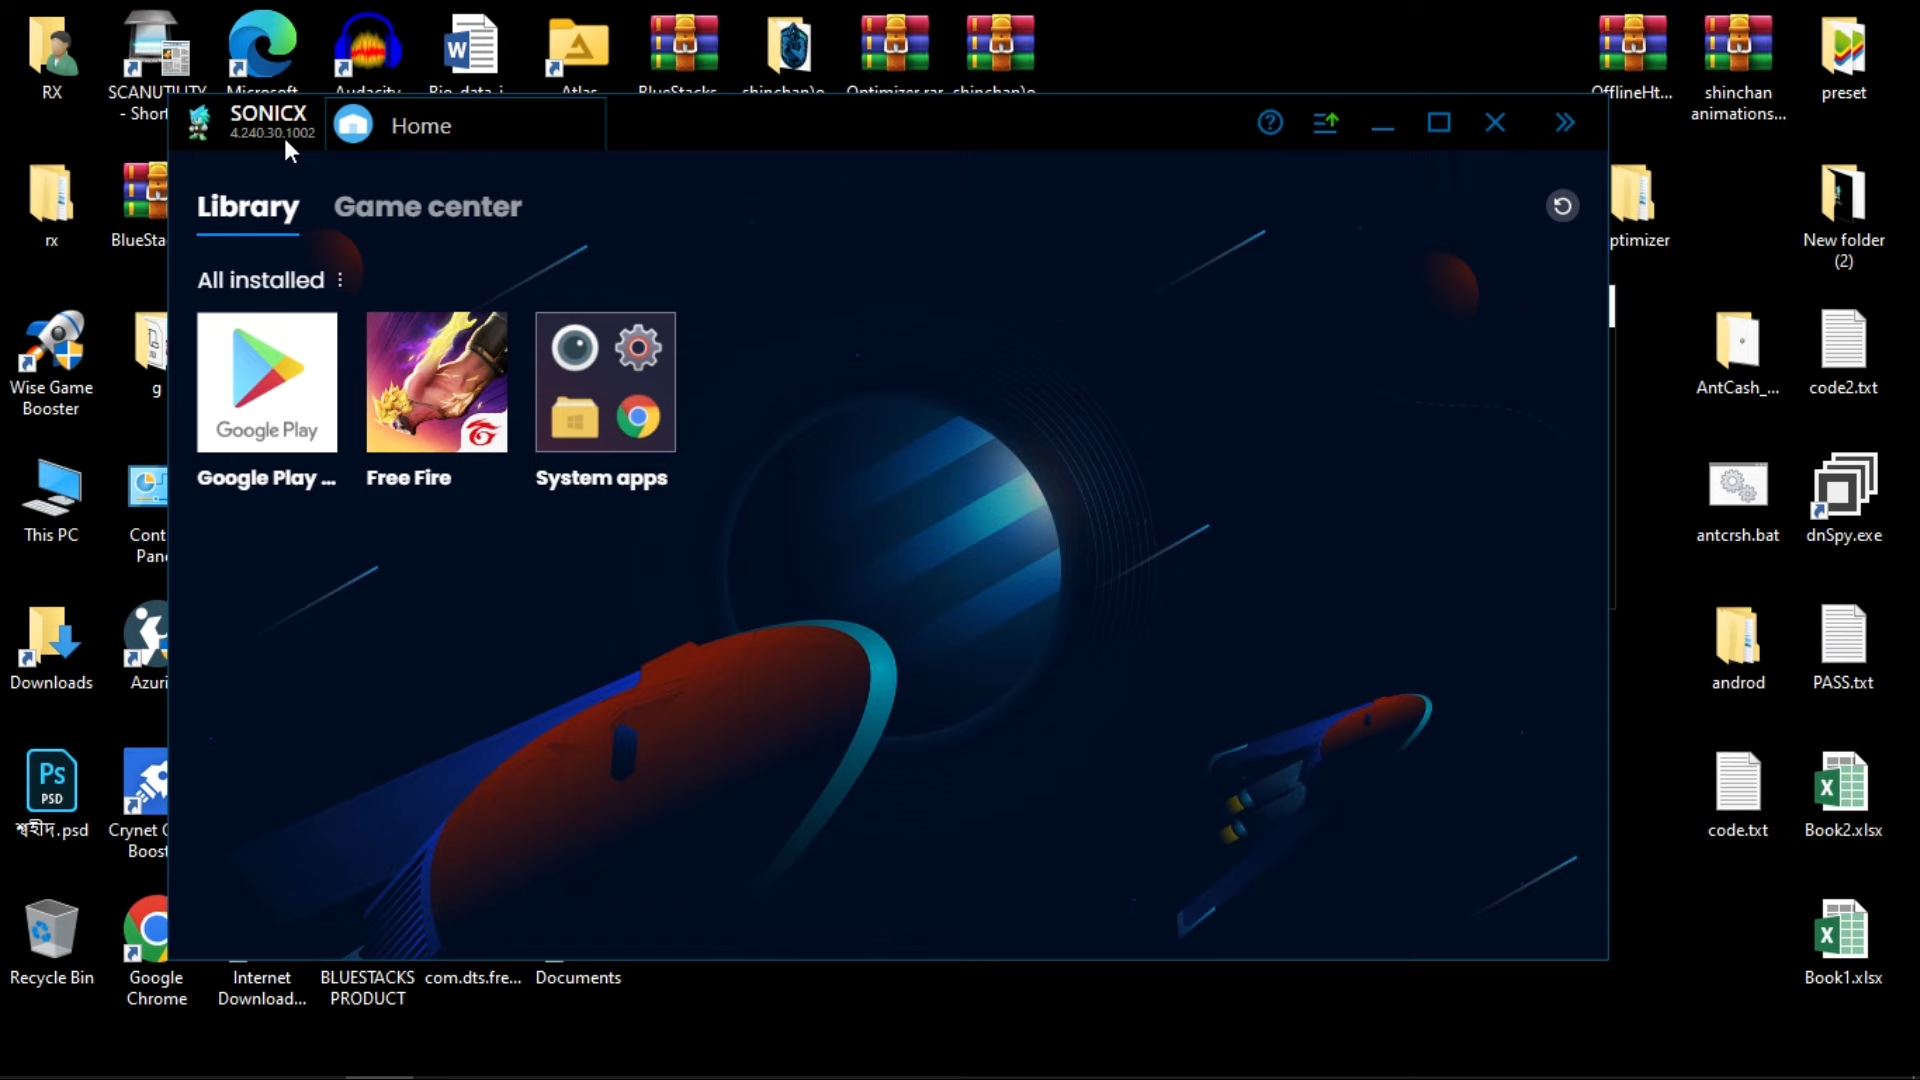 RX
SCANUTILITY
- Short
Microsoft
Audacity
Bio_data_i
Atlas
BlueStacks
shinchan)o
Optimizer.rar
shinchan)o
OfflineHt...
shinchan
animations...
preset
SONICX
4.240.30.1002
Home
Library
Game center
All installed
Google Play
Google Play ...
Free Fire
System apps
rx
BlueSta
ptimizer
New folder
(2)
Wise Game
Booster
g
AntCash_...
code2.txt
This PC
Cont
Pane
antcrsh.bat
dnSpy.exe
Downloads
Azuri
androd
PASS.txt
Ps
PSD
শহীদ.psd
Crynet G
Boost
code.txt
Book2.xlsx
Recycle Bin
Google
Chrome
Internet
Download...
BLUESTACKS
PRODUCT
com.dts.fre...
Documents
Book1.xlsx